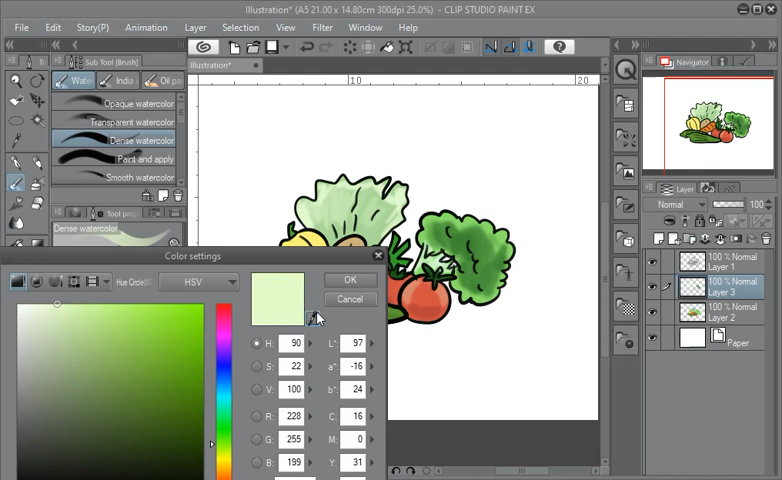 Illustration* (A5 21.00 x 14.80cm 300dpi 25.0%) - CLIP STUDIO PAINT EX
File Edit Story(P) Animation Layer Selection View Filter Window Help
Sub Tool [Brush]
Illustration*
Navigator
Wate India Oil pa
10 20
Opaque watercolor
Transparent watercolor
Dense watercolor
Paint and apply
Smooth watercolor
Layer
Normal 100
Tool prop
Dense watercolor
Color settings
100 % Normal
Layer 1
100 % Normal
Layer 3
100 % Normal
Layer 2
Paper
Hue Circle(W
HSV
OK
Cancel
H: 90 L*: 97
S: 22 a*: -16
V: 100 b*: 24
R: 228 C: 16
G: 255 M: 0
B: 199 Y: 31